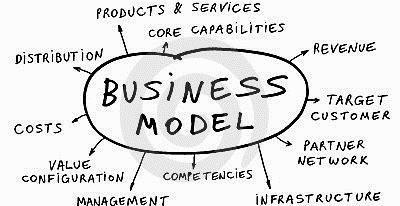 PRODUCTS & SERVICES
CORE CAPABILITIES
DISTRIBUTION
REVENUE
BUSINESS
MODEL
TARGET
CUSTOMER
COSTS
PARTNER
NETWORK
VALUE
CONFIGURATION
COMPETENCIES
MANAGEMENT
INFRASTRUCTURE